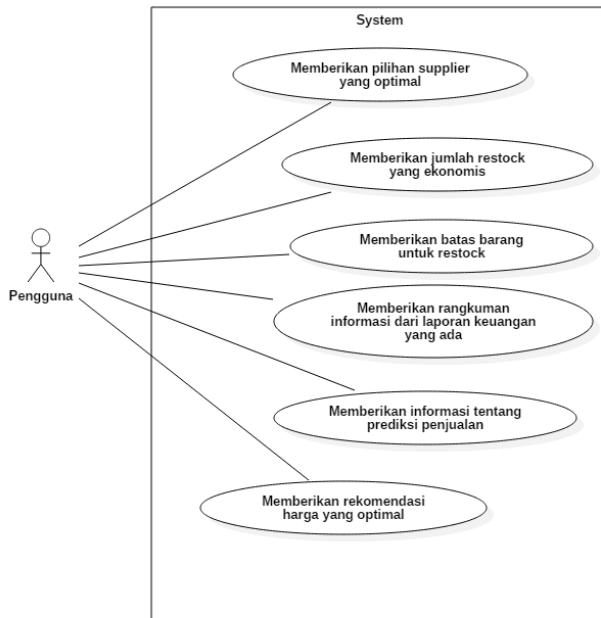 System
Memberikan pilihan supplier
yang optimal
Memberikan jumlah restock
yang ekonomis
Memberikan batas barang
untuk restock
Pengguna
Memberikan rangkuman
informasi dari laporan keuangan
yang ada
Memberikan informasi tentang
prediksi penjualan
Memberikan rekomendasi
harga yang optimal